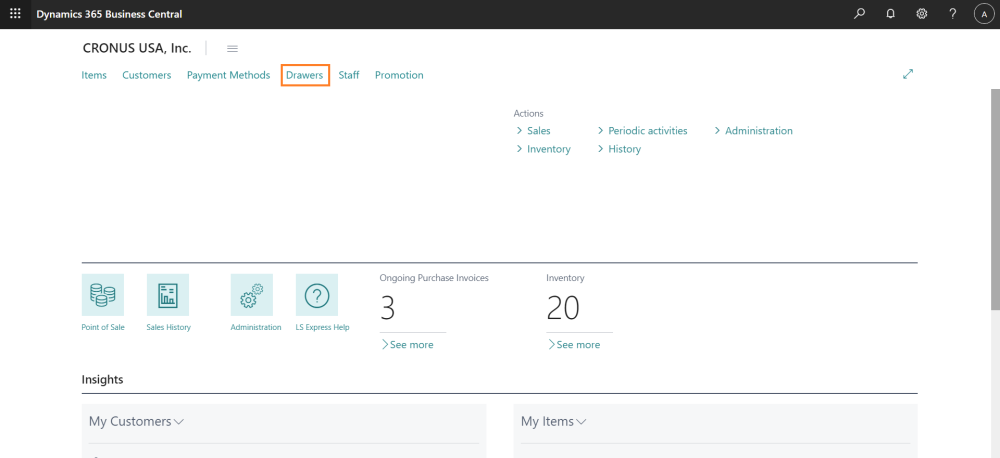 Dynamics 365 Business Central
?
A
CRONUS USA, Inc.
Items Customers Payment Methods Drawers Staff Promotion
Actions
> Sales > Periodic activities > Administration
> Inventory > History
Ongoing Purchase Invoices Inventory
3 20
Point of Sale Sales History Administration LS Express Help
See more See more
Insights
My Customers My Items